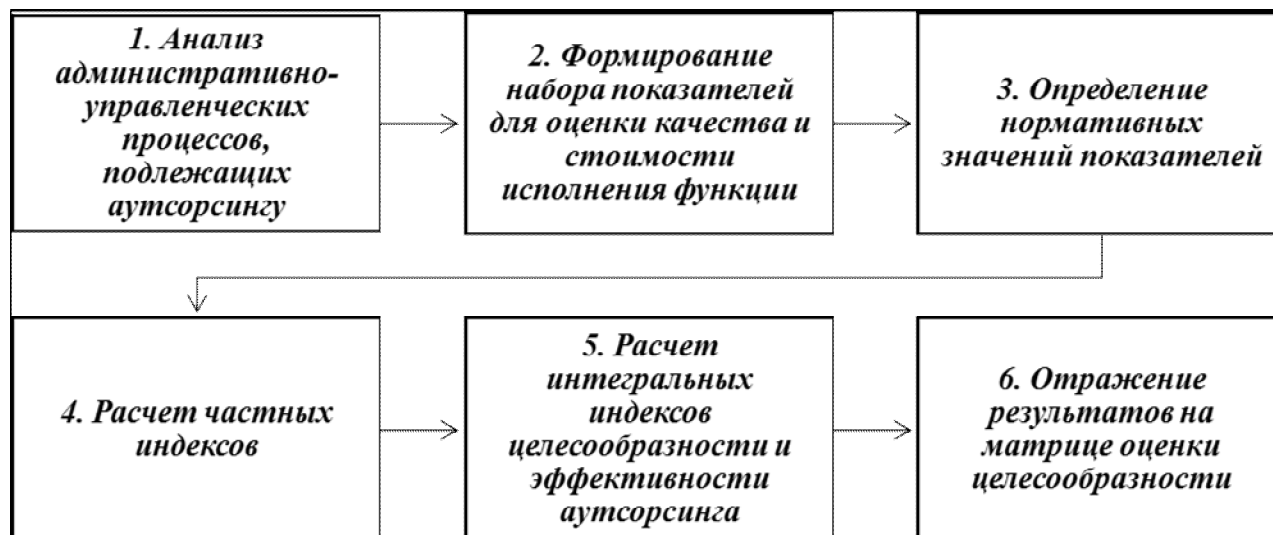 1. Анализ
административно-
управленческих
процессов,
подлежащих
аутсорсингу
2. Формирование
набора показателей
для оценки качества и
стоимости
исполнения функции
3. Определение
нормативных
значений показателей
4. Расчет частных
индексов
5. Расчет
интегральных
индексов
целесообразности и
эффективности
аутсорсинга
6. Отражение
результатов на
матрице оценки
целесообразности